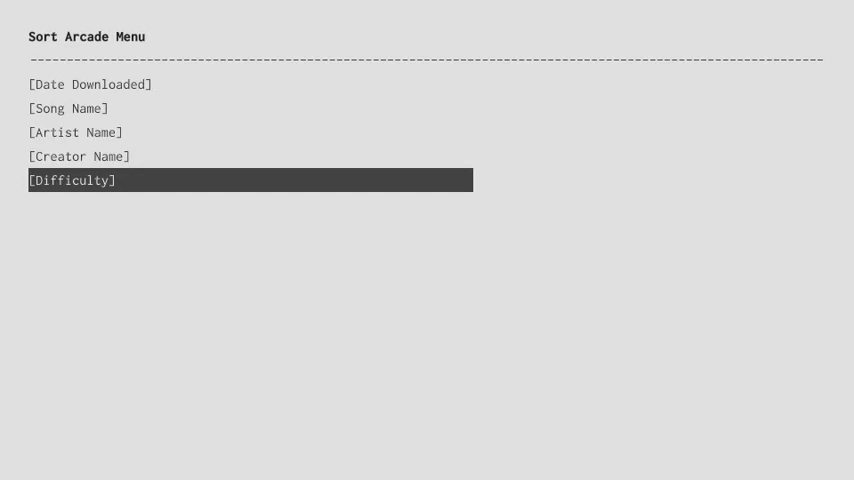 Sort Arcade Menu
[Date Downloaded]
[Song Name]
[Artist Name]
[Creator Name]
[Difficulty]